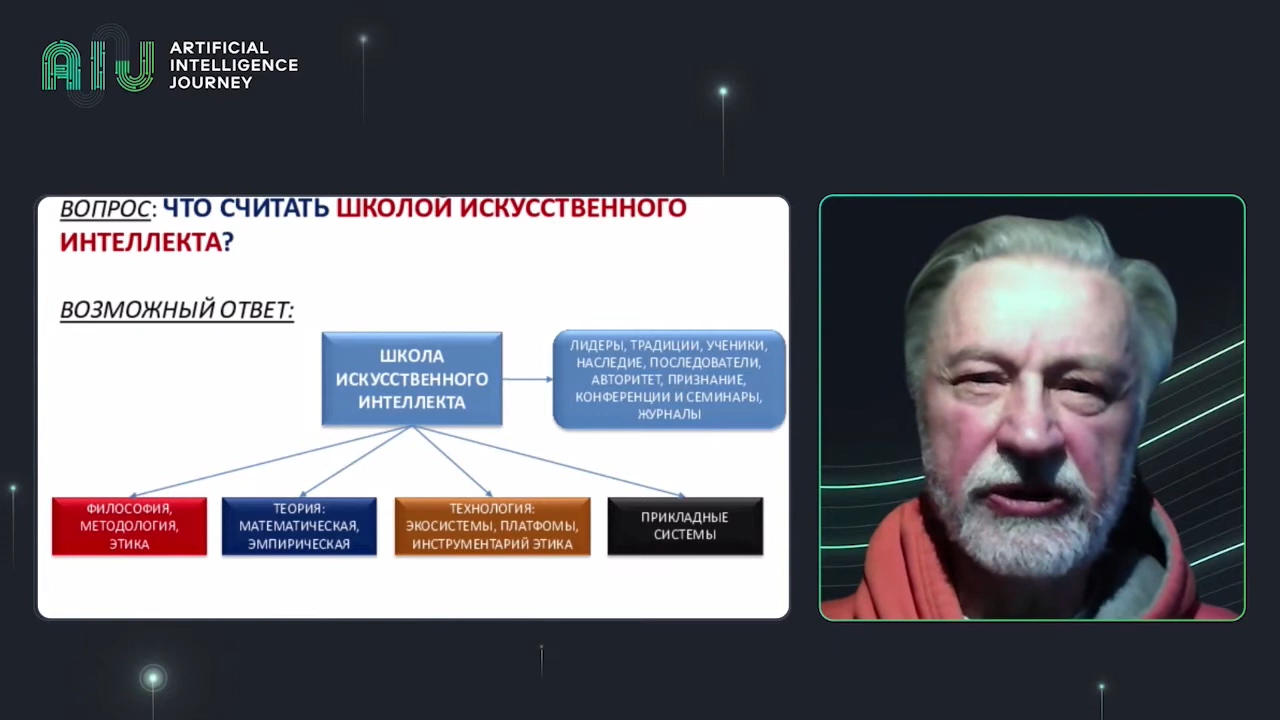 ARTIFICIAL
INTELLIGENCE
JOURNEY
ВОПРОС: ЧТО СЧИТАТЬ ШКОЛОЙ ИСКУССТВЕННОГО
ИНТЕЛЛЕКТА?
ВОЗМОЖНЫЙ ОТВЕТ:
ШКОЛА
ИСКУССТВЕННОГО
ИНТЕЛЛЕКТА
ЛИДЕРЫ, ТРАДИЦИИ, УЧЕНИКИ,
НАСЛЕДИЕ, ПОСЛЕДОВАТЕЛИ,
АВТОРИТЕТ, ПРИЗНАНИЕ,
КОНФЕРЕНЦИИ И СЕМИНАРЫ,
ЖУРНАЛЫ
ФИЛОСОФИЯ,
МЕТОДОЛОГИЯ,
ЭТИКА
ТЕОРИЯ:
МАТЕМАТИЧЕСКАЯ,
ЭМПИРИЧЕСКАЯ
ТЕХНОЛОГИЯ:
ЭКОСИСТЕМЫ, ПЛАТФОМЫ,
ИНСТРУМЕНТАРИЙ ЭТИКА
ПРИКЛАДНЫЕ
СИСТЕМЫ